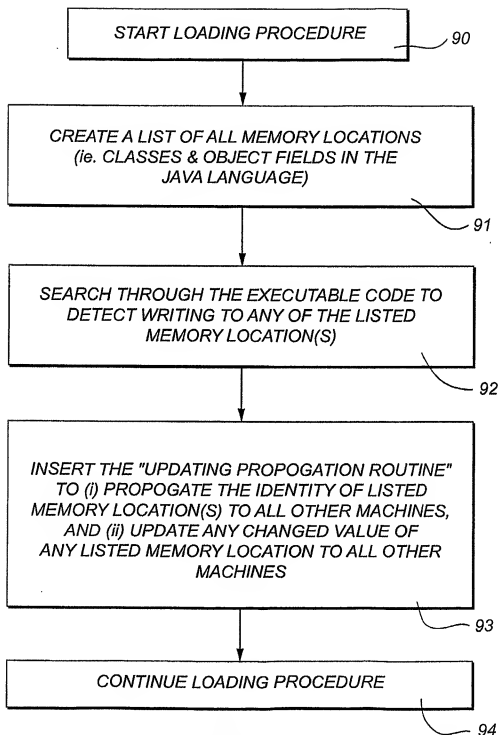 START LOADING PROCEDURE
90
CREATE A LIST OF ALL MEMORY LOCATIONS
(ie. CLASSES & OBJECT FIELDS IN THE
JAVA LANGUAGE)
91
SEARCH THROUGH THE EXECUTABLE CODE TO
DETECT WRITING TO ANY OF THE LISTED
MEMORY LOCATION(S)
92
INSERT THE "UPDATING PROPOGATION ROUTINE"
TO (i) PROPOGATE THE IDENTITY OF LISTED
MEMORY LOCATION(S) TO ALL OTHER MACHINES,
AND (ii) UPDATE ANY CHANGED VALUE OF
ANY LISTED MEMORY LOCATION TO ALL OTHER
MACHINES
93
CONTINUE LOADING PROCEDURE
94